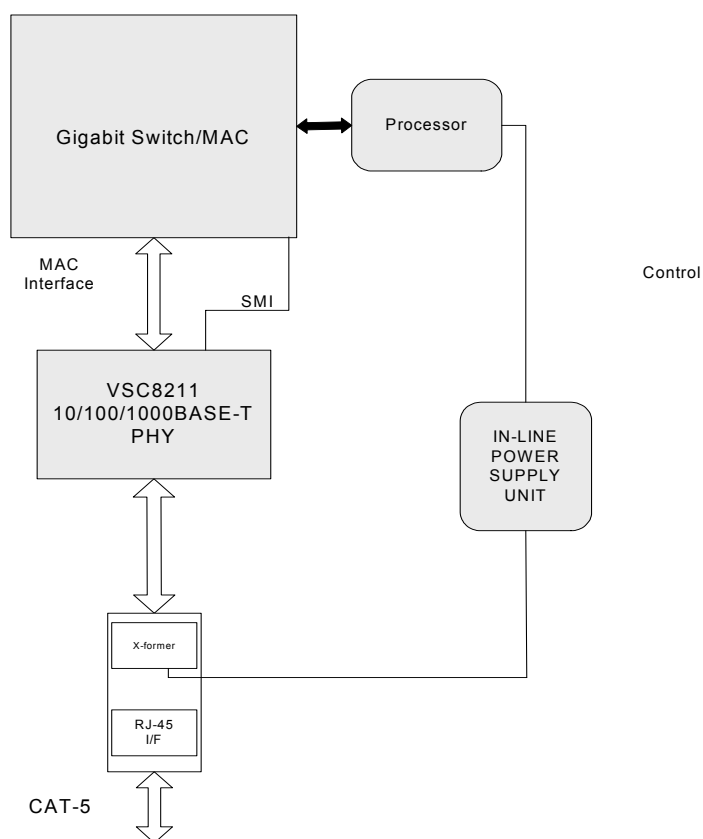 Gigabit Switch/MAC
Processor
MAC
Interface
Control
SMI
VSC8211
10/100/1000BASE-T
PHY
IN-LINE
POWER
SUPPLY
UNIT
X-former
RJ-45
I/F
CAT-5